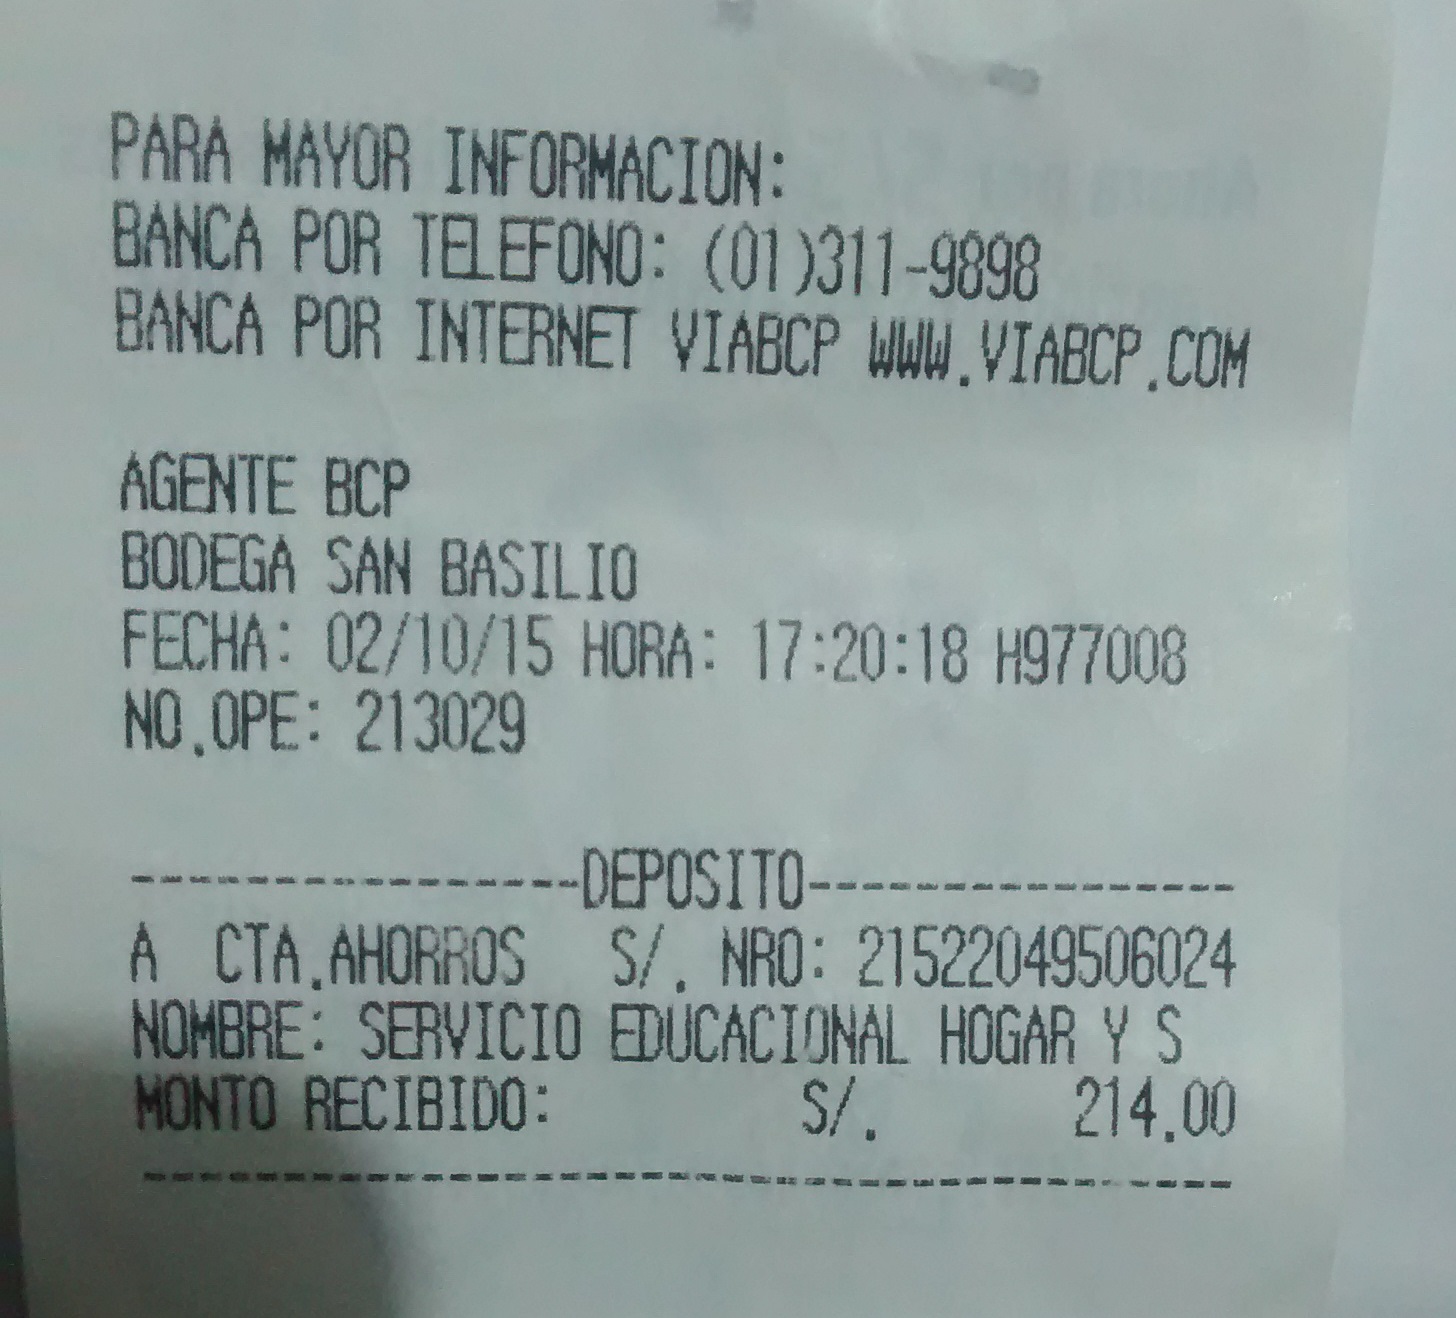 PARA MAYOR INFORMACION:
BANCA POR TELEFONO: (01)311-9898
BANCA POR INTERNET VIABCP WWW.VIABCP.COM
AGENTE BCP
BODEGA SAN BASILIO
FECHA: 02/10/15 HORA: 17:20:18 H977008
NO.OPE: 213029
-----------------DEPOSITO-----------------
A CTA.AHORROS S/. NRO: 21522049506024
NOMBRE: SERVICIO EDUCACIONAL HOGAR Y S
MONTO RECIBIDO: S/. 214.00